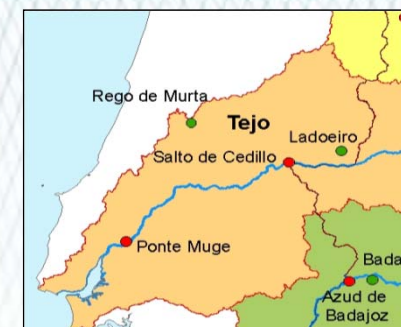 Rego de Murta
Tejo
Ladoeiro
Salto de Cedillo
Ponte Muge
Bada
Azud de
Badajoz